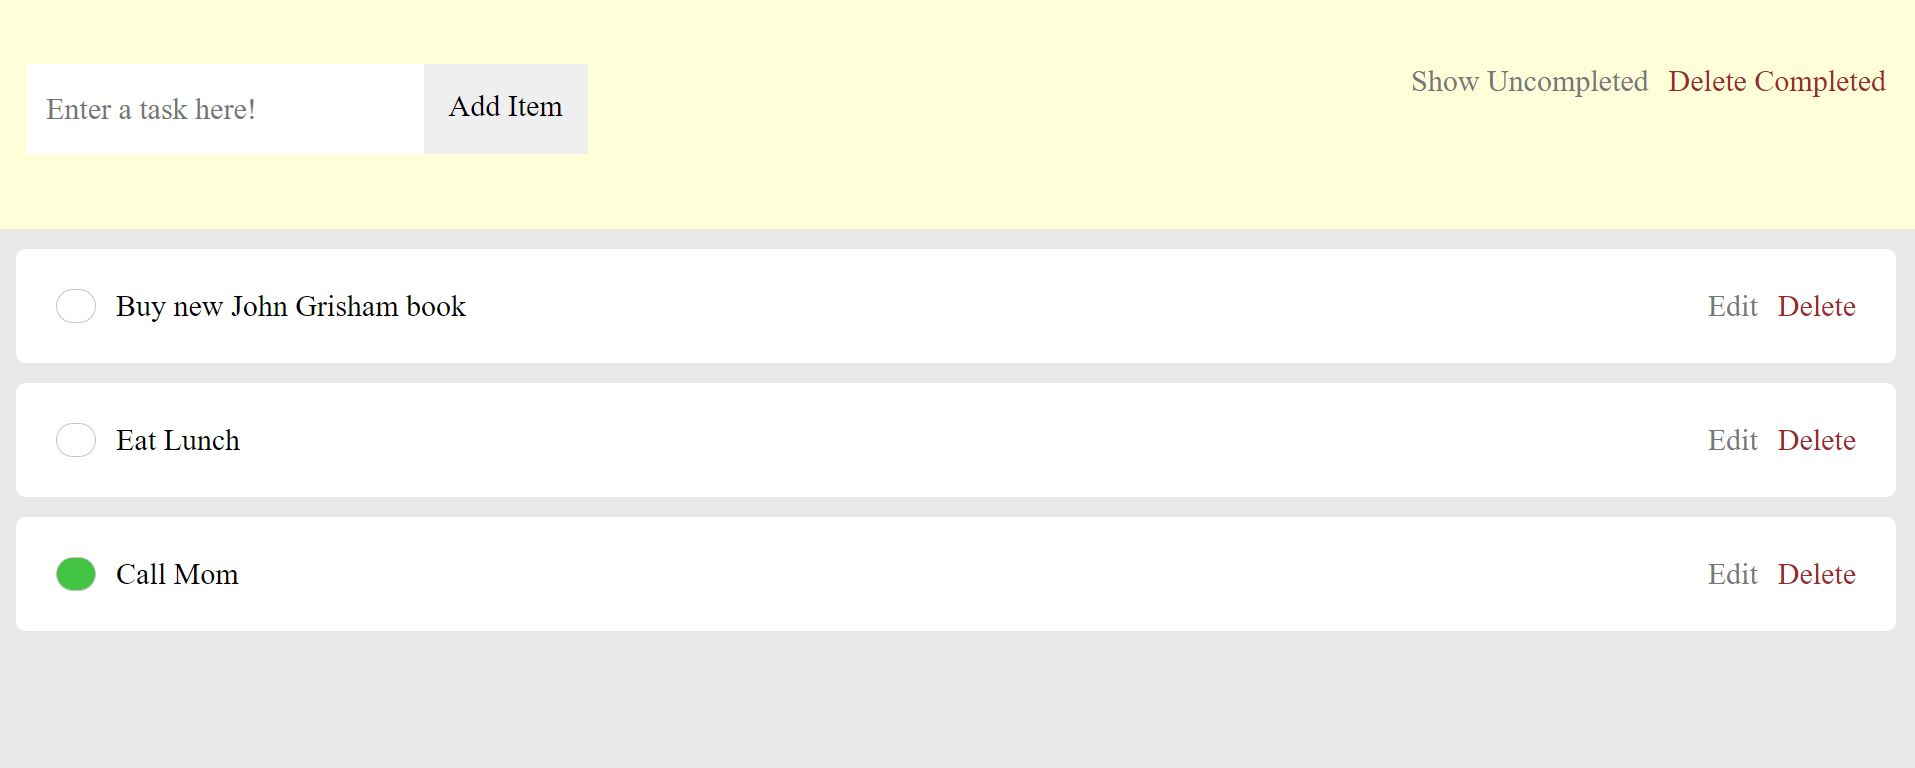 Enter a task here! Add Item Show Uncompleted Delete Completed
Buy new John Grisham book Edit Delete
Eat Lunch Edit Delete
Call Mom Edit Delete